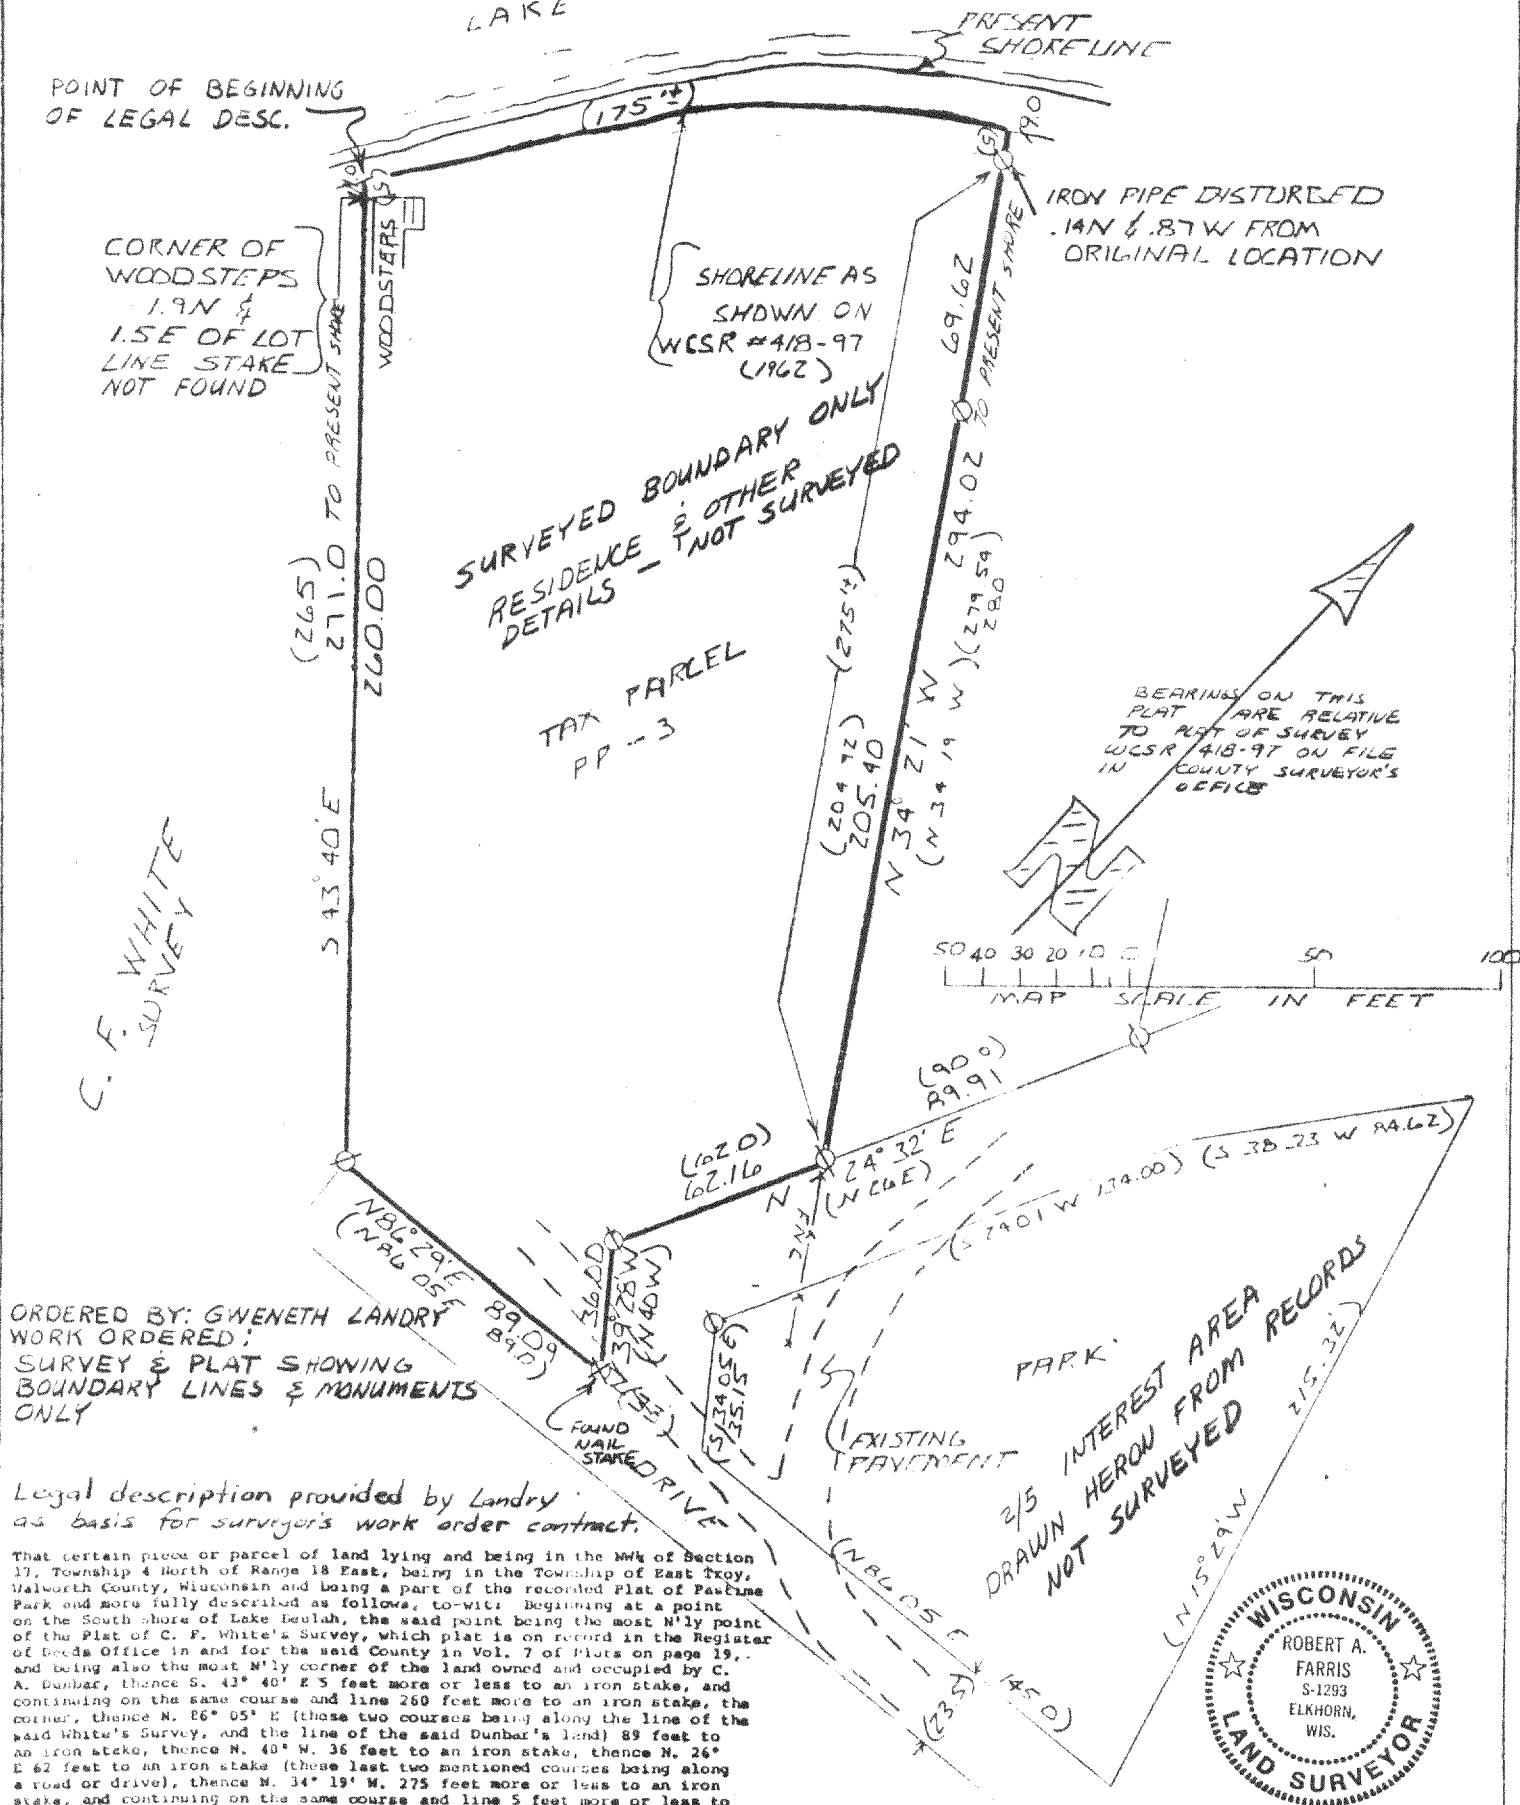 LAKE
PRESENT
SHORELINE
POINT OF BEGINNING
OF LEGAL DESC.
(175'±)
(5)
19.0
(5)
IRON PIPE DISTURBED
.14N & .87W FROM
ORIGINAL LOCATION
CORNER OF
WOODSTEPS
1.9N &
1.5E OF LOT
LINE STAKE
NOT FOUND
WOODSTEPS
SHORELINE AS
SHOWN ON
WCSR #418-97
(1962)
69.62
294.02 TO PRESENT SHORE
(279.59)
280
SURVEYED BOUNDARY ONLY
RESIDENCE & OTHER
DETAILS - NOT SURVEYED
(265)
271.0 TO PRESENT SHORE
260.00
(275'±)
TAX PARCEL
PP-3
(204.92)
205.40
N 34° 21' W
(N 34 19 W)
BEARINGS ON THIS
PLAT ARE RELATIVE
TO PLAT OF SURVEY
WCSR 418-97 ON FILE
IN COUNTY SURVEYOR'S
OFFICE
S 43° 40' E
C. F. WHITE
SURVEY
50 40 30 20 10 0 50 100
MAP SCALE IN FEET
(90.0)
89.91
(62.0)
62.16
N 24° 32' E
(N 26 E)
(S 29 01 W 134.00)
(S 38 23 W 84.62)
N86° 29' E 89.09
(N86 05 E 89.0)
36.00
39° 28' W
(N 40 W)
(33)
FOUND
NAIL
STAKE
DRIVE
(S 34 05 E)
35.15
EXISTING
PAVEMENT
PARK
2/5 INTEREST AREA
DRAWN HERON FROM RECORDS
NOT SURVEYED
215.32')
(N 15° 29' W
(N 86 05 E
145.0)
(23.5)
ORDERED BY: GWENETH LANDRY
WORK ORDERED:
SURVEY & PLAT SHOWING
BOUNDARY LINES & MONUMENTS
ONLY
Legal description provided by Landry
as basis for surveyor's work order contract.
That certain piece or parcel of land lying and being in the NW¼ of Section
17, Township 4 North of Range 18 East, being in the Township of East Troy,
Walworth County, Wisconsin and being a part of the recorded Plat of Pastime
Park and more fully described as follows, to-wit: Beginning at a point
on the South shore of Lake Beulah, the said point being the most N'ly point
of the Plat of C. F. White's Survey, which plat is on record in the Register
of Deeds Office in and for the said County in Vol. 7 of Plats on page 19,
and being also the most N'ly corner of the land owned and occupied by C.
A. Dunbar, thence S. 43° 40' E 5 feet more or less to an iron stake, and
continuing on the same course and line 260 feet more to an iron stake, the
corner, thence N. 86° 05' E (these two courses being along the line of the
said White's Survey, and the line of the said Dunbar's land) 89 feet to
an iron stake, thence N. 40° W. 36 feet to an iron stake, thence N. 26°
E 62 feet to an iron stake (these last two mentioned courses being along
a road or drive), thence N. 34° 19' W. 275 feet more or less to an iron
stake, and continuing on the same course and line 5 feet more or less to
WISCONSIN
ROBERT A.
FARRIS
S-1293
ELKHORN,
WIS.
LAND SURVEYOR